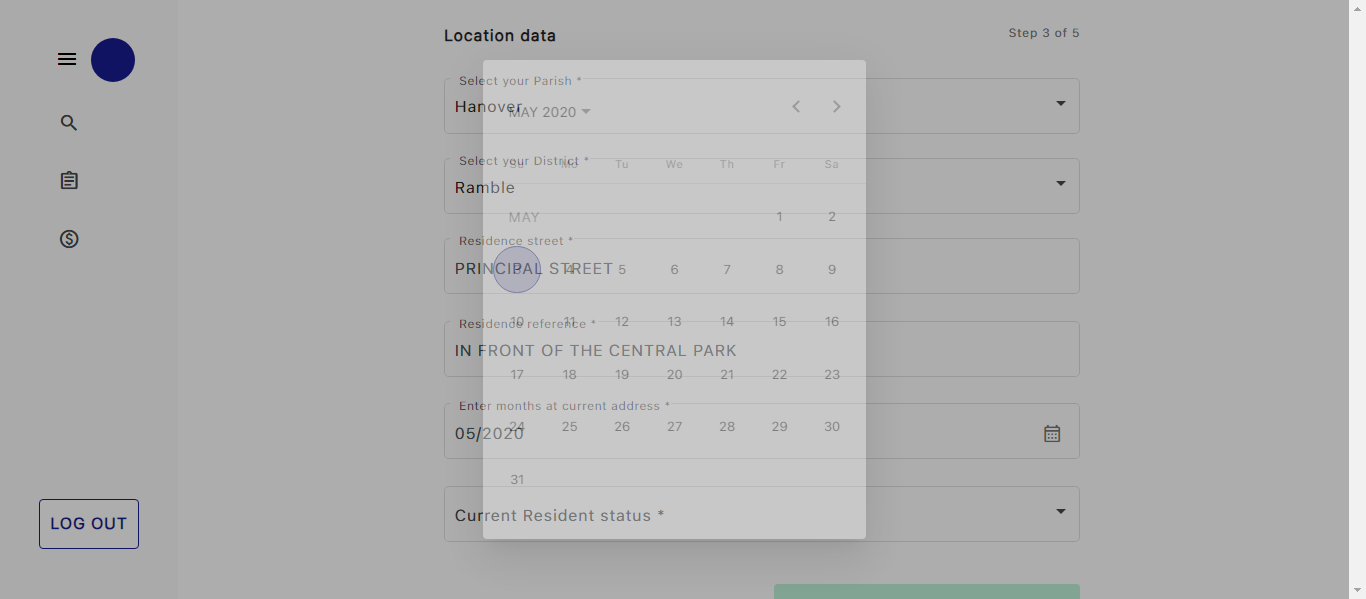 Location data
Step 3 of 5
Select your Parish *
Hanover
MAY 2020
Select your District *
Su Mo Tu We Th Fr Sa
Ramble
MAY 1 2
Residence street *
PRINCIPAL STREET
3 4 5 6 7 8 9
Residence reference *
10 11 12 13 14 15 16
IN FRONT OF THE CENTRAL PARK
17 18 19 20 21 22 23
Enter months at current address *
24 25 26 27 28 29 30
05/2020
31
Current Resident status *
LOG OUT